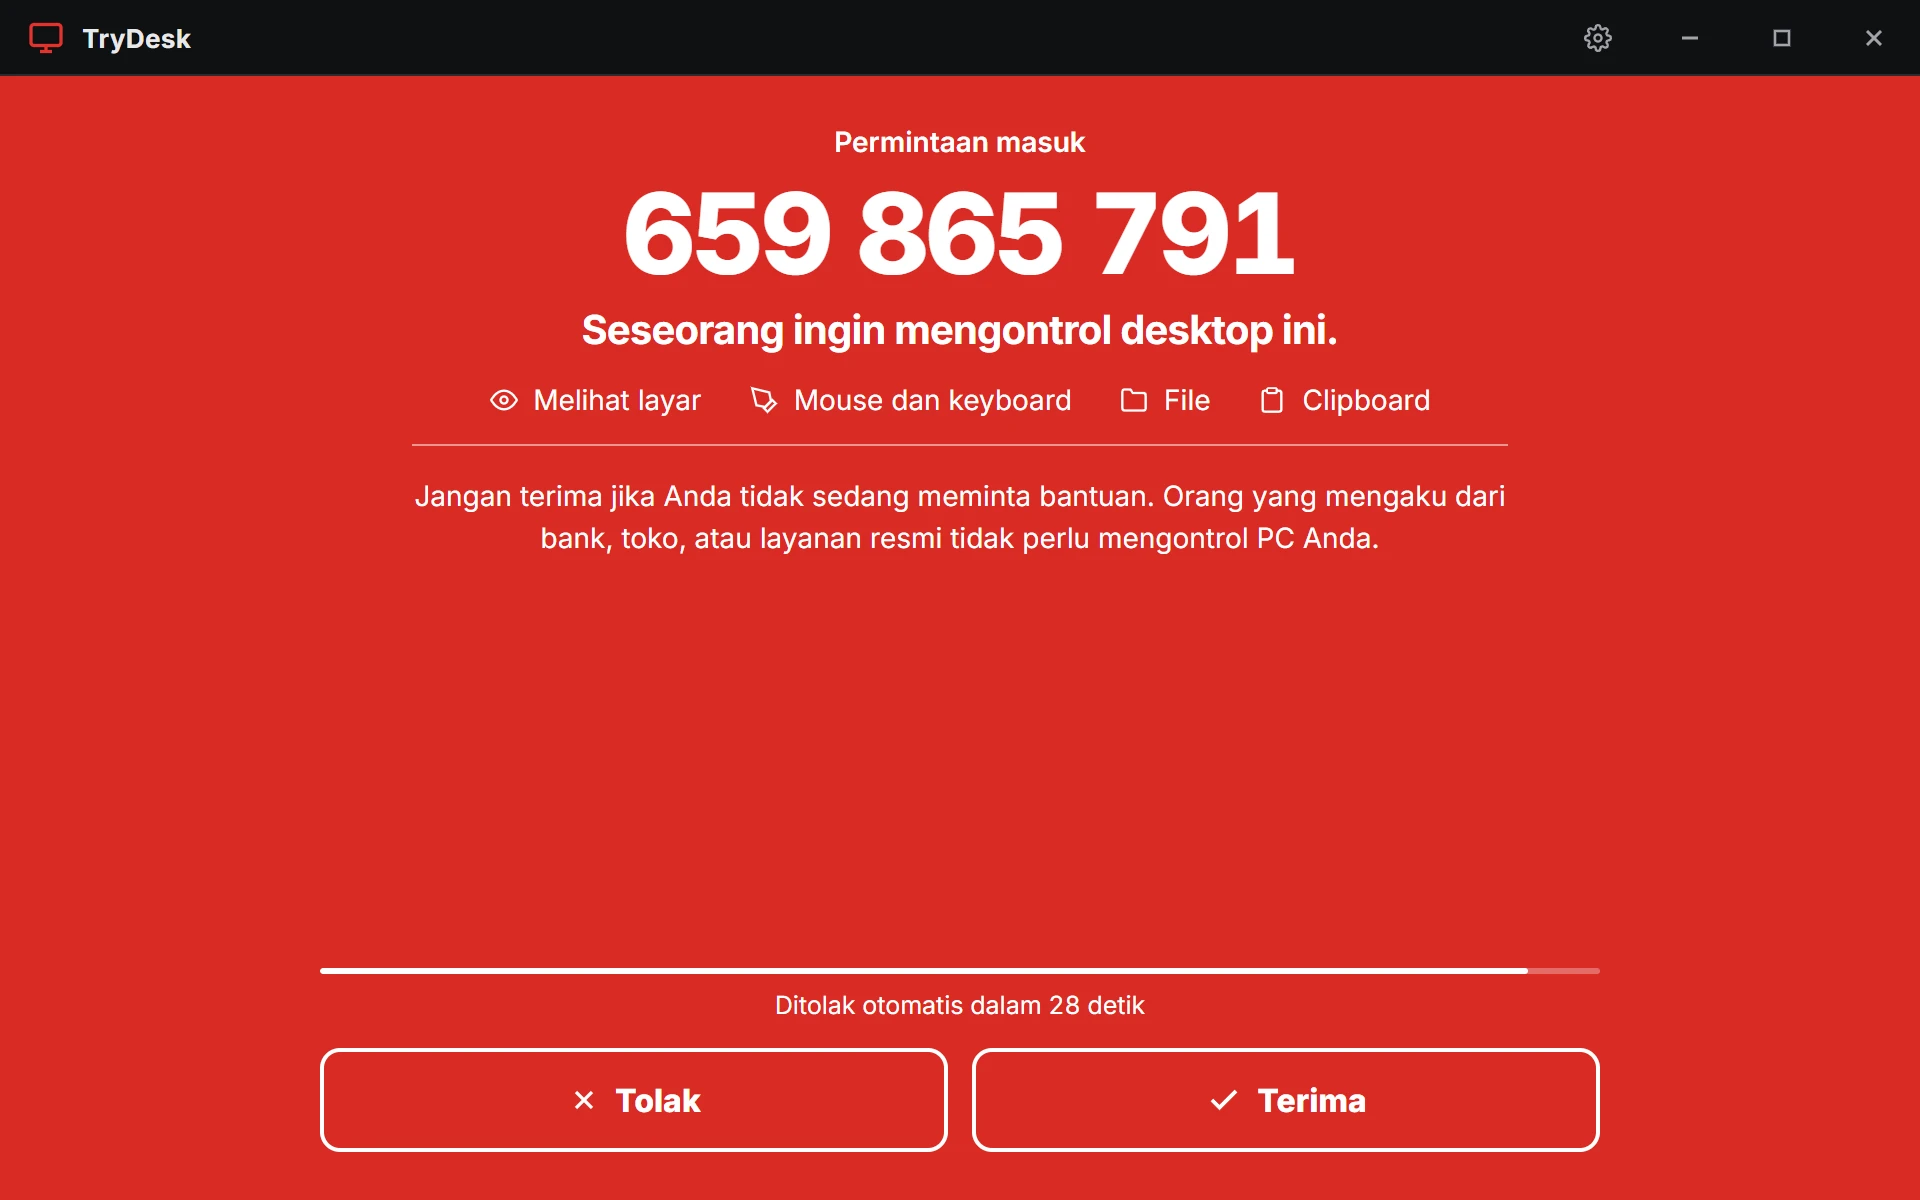 TryDesk
Permintaan masuk
659 865 791
Seseorang ingin mengontrol desktop ini.
Melihat layar Mouse dan keyboard File Clipboard
Jangan terima jika Anda tidak sedang meminta bantuan. Orang yang mengaku dari
bank, toko, atau layanan resmi tidak perlu mengontrol PC Anda.
Ditolak otomatis dalam 28 detik
Tolak Terima